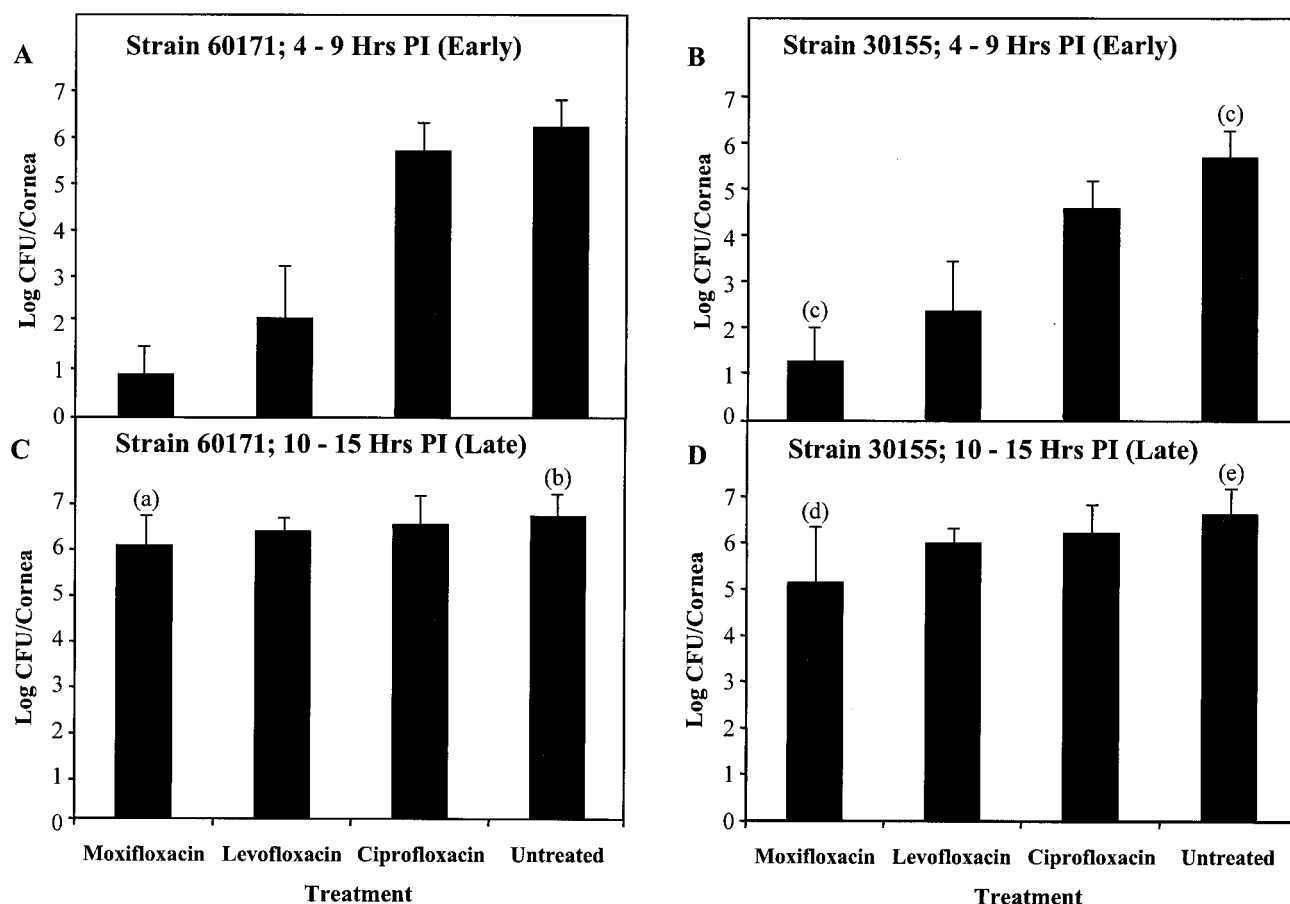 A
Strain 60171; 4 - 9 Hrs PI (Early)
Log CFU/Cornea
7
6
5
4
3
2
1
0
B
Strain 30155; 4 - 9 Hrs PI (Early)
Log CFU/Cornea
7
6
5
4
3
2
1
0
(c)
(c)
C
Strain 60171; 10 - 15 Hrs PI (Late)
Log CFU/Cornea
7
6
5
4
3
2
1
0
(a)
(b)
Moxifloxacin Levofloxacin Ciprofloxacin Untreated
Treatment
D
Strain 30155; 10 - 15 Hrs PI (Late)
Log CFU/Cornea
7
6
5
4
3
2
1
0
(d)
(e)
Moxifloxacin Levofloxacin Ciprofloxacin Untreated
Treatment